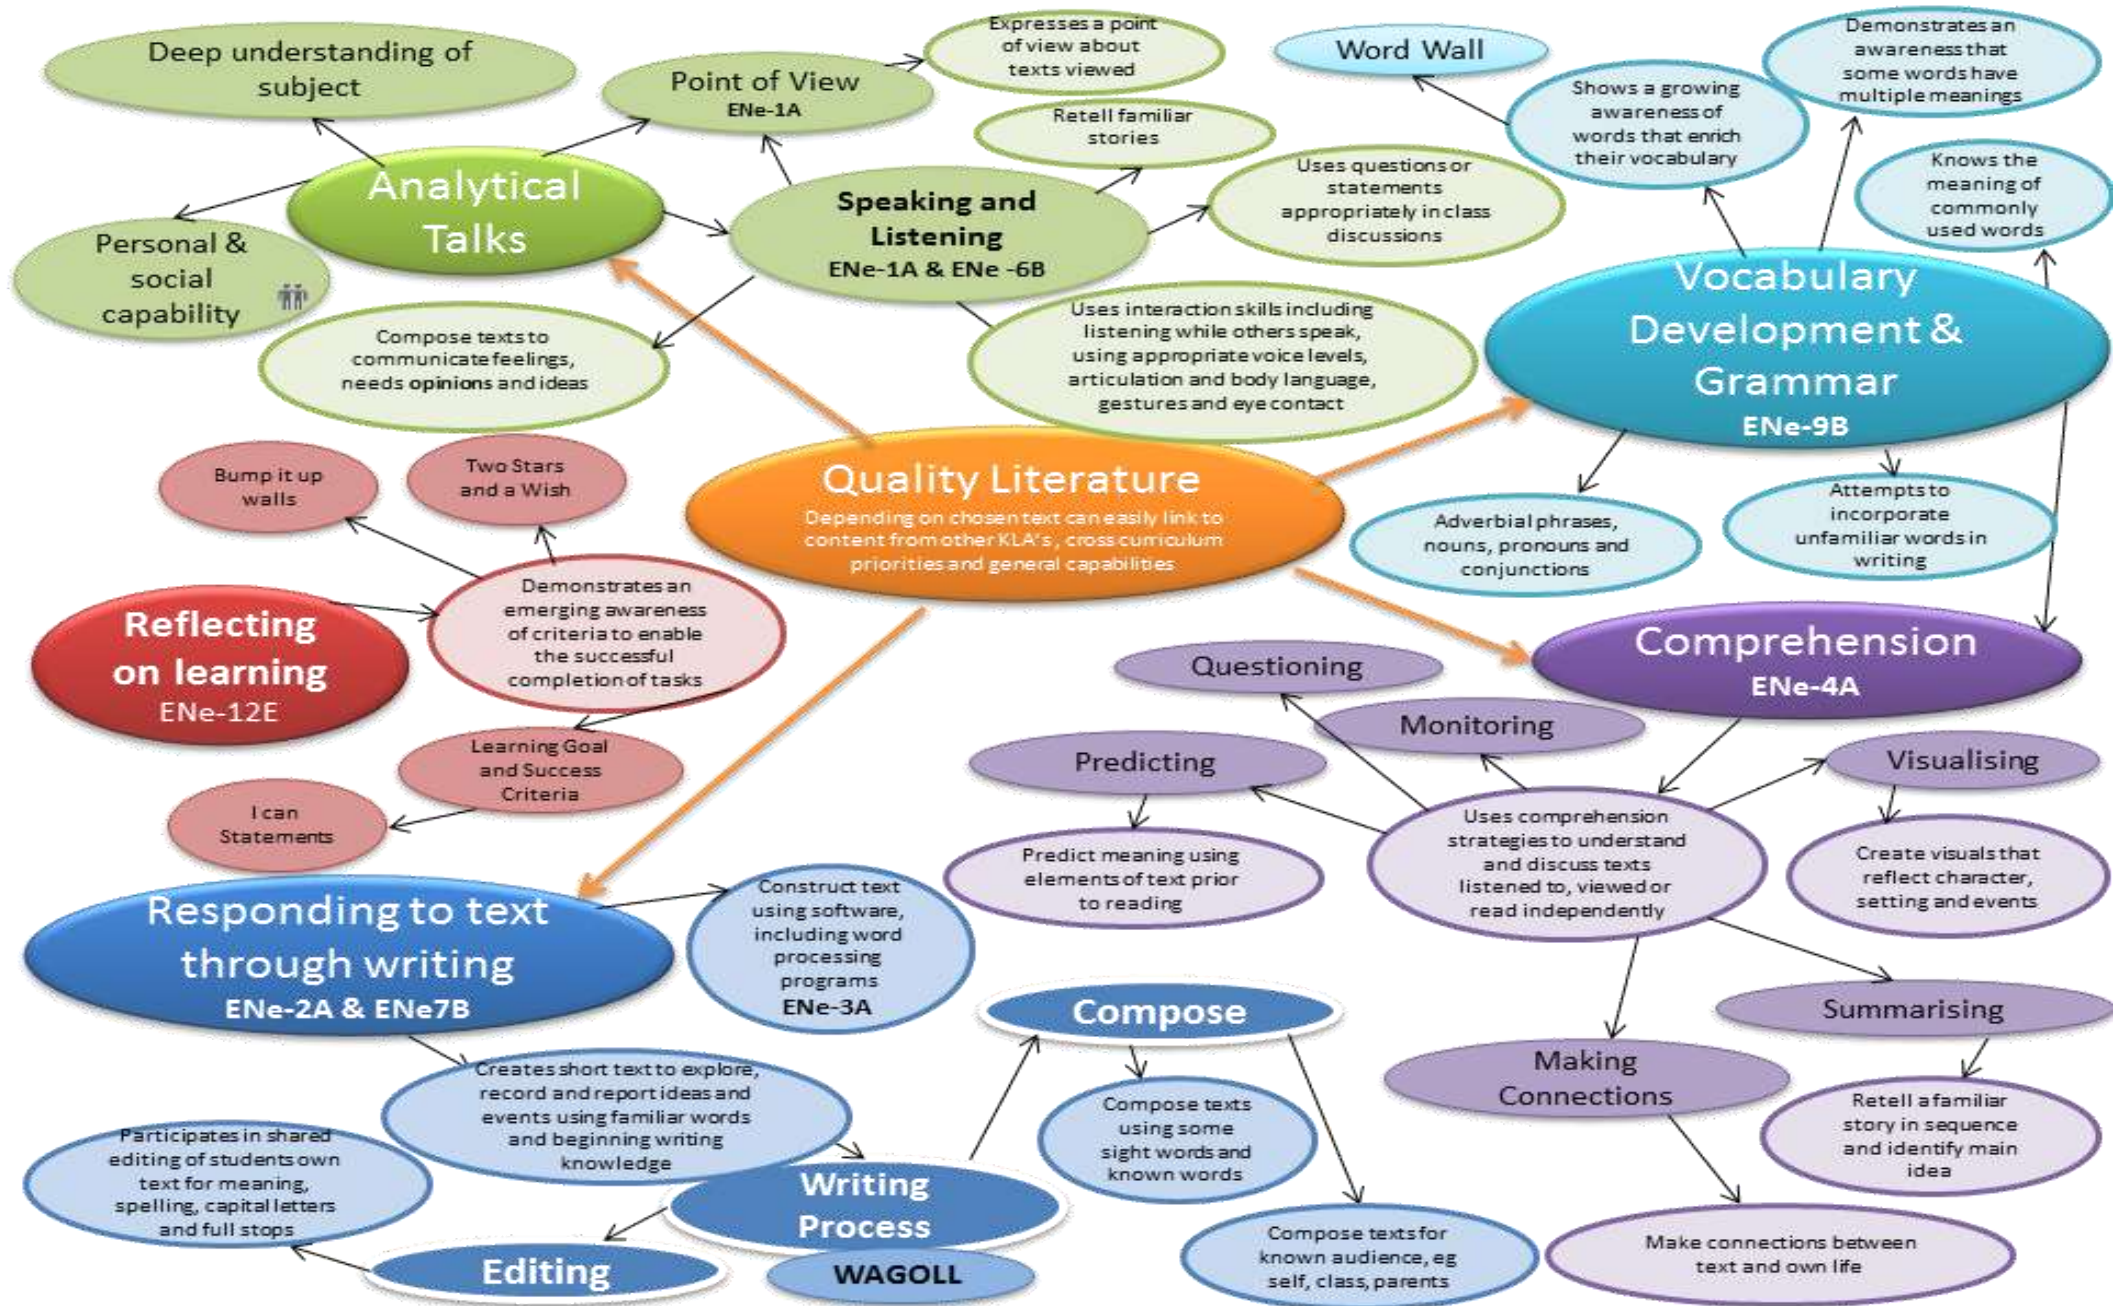 Deep understanding of
subject
Point of View
ENe-1A
Expresses a point
of view about
texts viewed
Retell familiar
stories
Analytical
Talks
Personal &
social
capability
Speaking and
Listening
ENe-1A & ENe -6B
Uses questions or
statements
appropriately in class
discussions
Compose texts to
communicate feelings,
needs opinions and ideas
Uses interaction skills including
listening while others speak,
using appropriate voice levels,
articulation and body language,
gestures and eye contact
Word Wall
Shows a growing
awareness of
words that enrich
their vocabulary
Demonstrates an
awareness that
some words have
multiple meanings
Knows the
meaning of
commonly
used words
Vocabulary
Development &
Grammar
ENe-9B
Adverbial phrases,
nouns, pronouns and
conjunctions
Attempts to
incorporate
unfamiliar words in
writing
Quality Literature
Depending on chosen text can easily link to
content from other KLA's , cross curriculum
priorities and general capabilities
Bump it up
walls
Two Stars
and a Wish
Reflecting
on learning
ENe-12E
Demonstrates an
emerging awareness
of criteria to enable
the successful
completion of tasks
Learning Goal
and Success
Criteria
I can
Statements
Comprehension
ENe-4A
Questioning
Monitoring
Predicting
Visualising
Predict meaning using
elements of text prior
to reading
Uses comprehension
strategies to understand
and discuss texts
listened to, viewed or
read independently
Create visuals that
reflect character,
setting and events
Summarising
Making
Connections
Retell a familiar
story in sequence
and identify main
idea
Make connections between
text and own life
Responding to text
through writing
ENe-2A & ENe7B
Construct text
using software,
including word
processing
programs
ENe-3A
Creates short text to explore,
record and report ideas and
events using familiar words
and beginning writing
knowledge
Participates in shared
editing of students own
text for meaning,
spelling, capital letters
and full stops
Writing
Process
WAGOLL
Editing
Compose
Compose texts
using some
sight words and
known words
Compose texts for
known audience, eg
self, class, parents